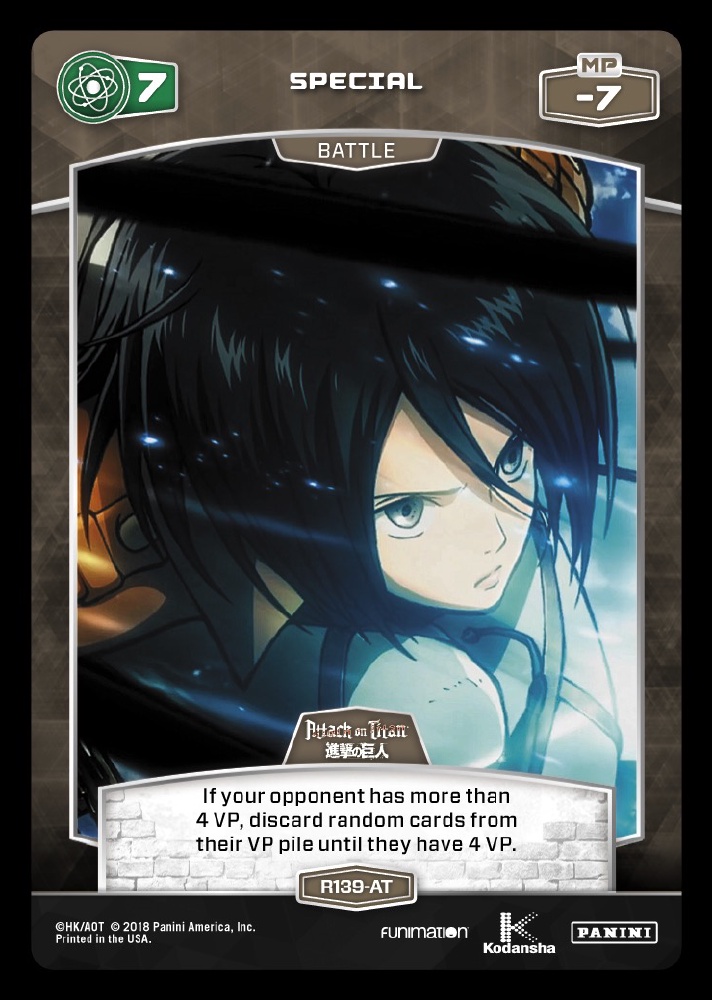 7
SPECIAL
MP
-7
BATTLE
Attack on Titan
進撃の巨人
If your opponent has more than
4 VP, discard random cards from
their VP pile until they have 4 VP.
R139-AT
©HK/AOT © 2018 Panini America, Inc.
Printed in the USA.
FUNIMATION
K
Kodansha
PANINI